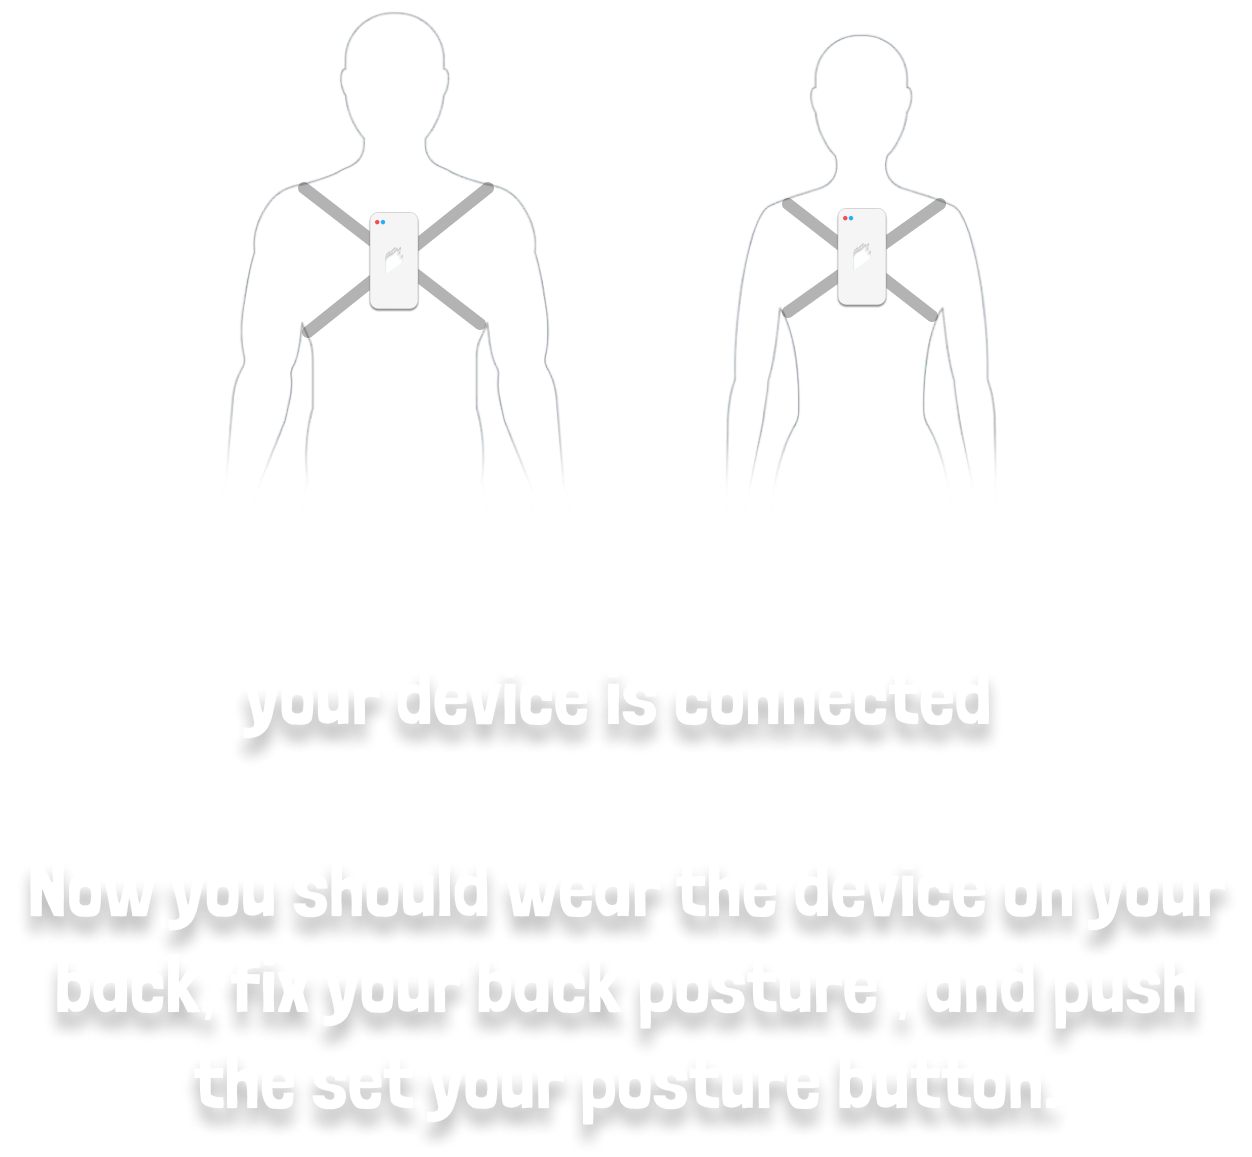 your device is connected
Now you should wear the device on your
back, fix your back posture , and push
the set your posture button.